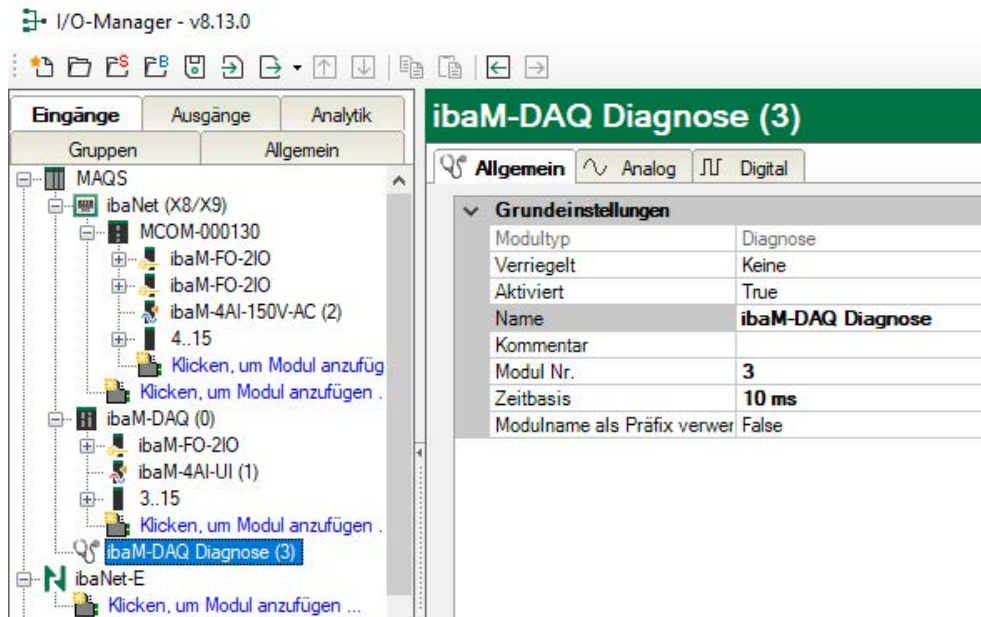 I/O-Manager - v8.13.0
Eingänge Ausgänge Analytik
Gruppen Allgemein
MAQS
ibaNet (X8/X9)
MCOM-000130
ibaM-FO-2IO
ibaM-FO-2IO
ibaM-4AI-150V-AC (2)
4..15
Klicken, um Modul anzufüg
Klicken, um Modul anzufügen .
ibaM-DAQ (0)
ibaM-FO-2IO
ibaM-4AI-UI (1)
3..15
Klicken, um Modul anzufügen .
ibaM-DAQ Diagnose (3)
ibaNet-E
Klicken, um Modul anzufügen ...
ibaM-DAQ Diagnose (3)
Allgemein Analog Digital
Grundeinstellungen
Modultyp Diagnose
Verriegelt Keine
Aktiviert True
Name ibaM-DAQ Diagnose
Kommentar
Modul Nr. 3
Zeitbasis 10 ms
Modulname als Präfix verwer False